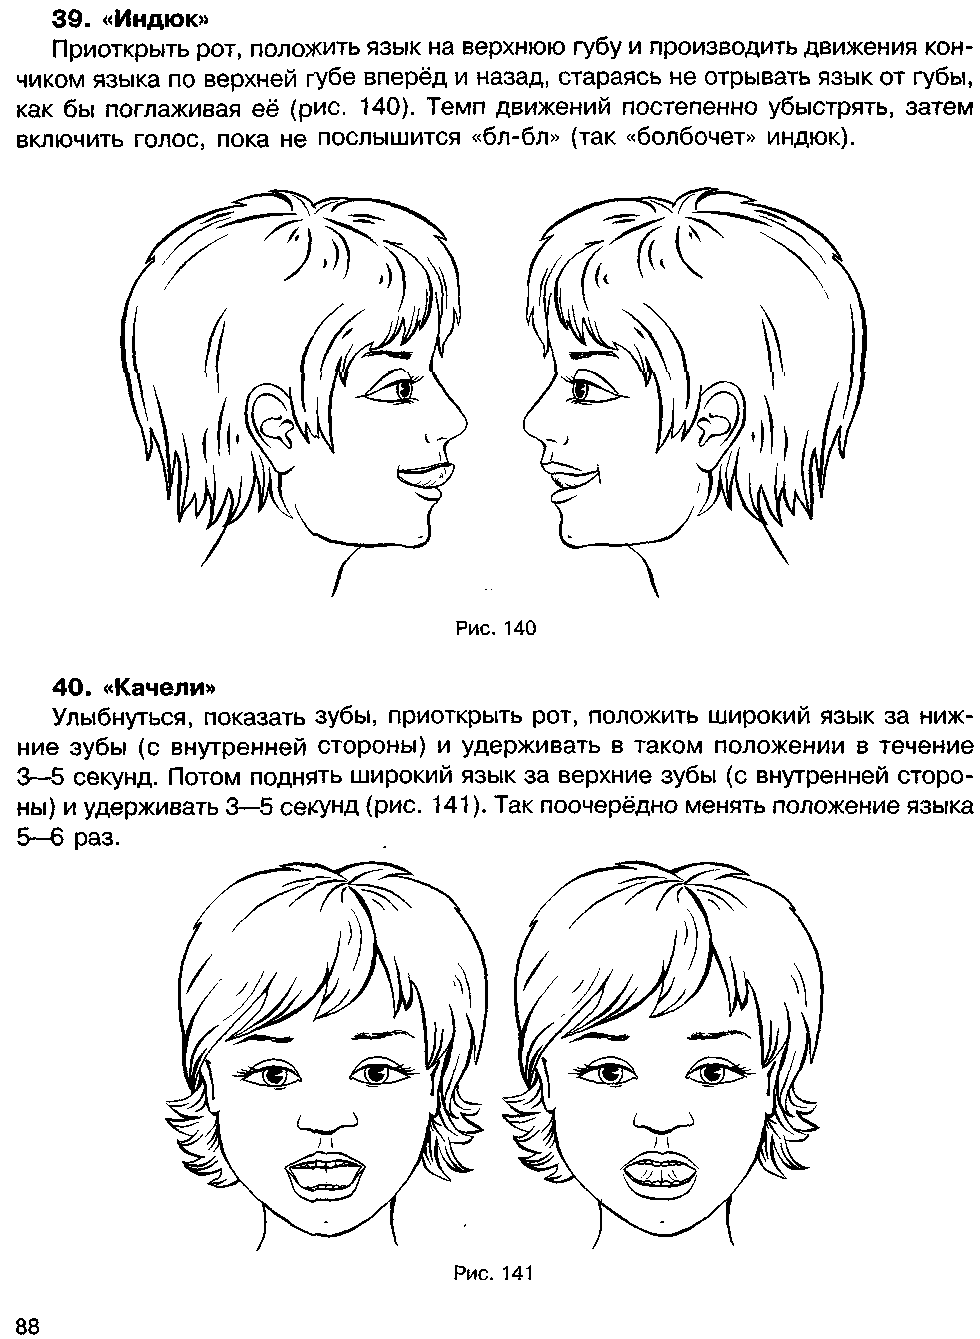 39. «Индюк»
Приоткрыть рот, положить язык на верхнюю губу и производить движения кон-
чиком языка по верхней губе вперёд и назад, стараясь не отрывать язык от губы,
как бы поглаживая её (рис. 140). Темп движений постепенно убыстрять, затем
включить голос, пока не послышится «бл-бл» (так «болбочет» индюк).
Рис. 140
40. «Качели»
Улыбнуться, показать зубы, приоткрыть рот, положить широкий язык за ниж-
ние зубы (с внутренней стороны) и удерживать в таком положении в течение
3—5 секунд. Потом поднять широкий язык за верхние зубы (с внутренней сторо-
ны) и удерживать 3—5 секунд (рис. 141). Так поочерёдно менять положение языка
5—6 раз.
Рис. 141
88